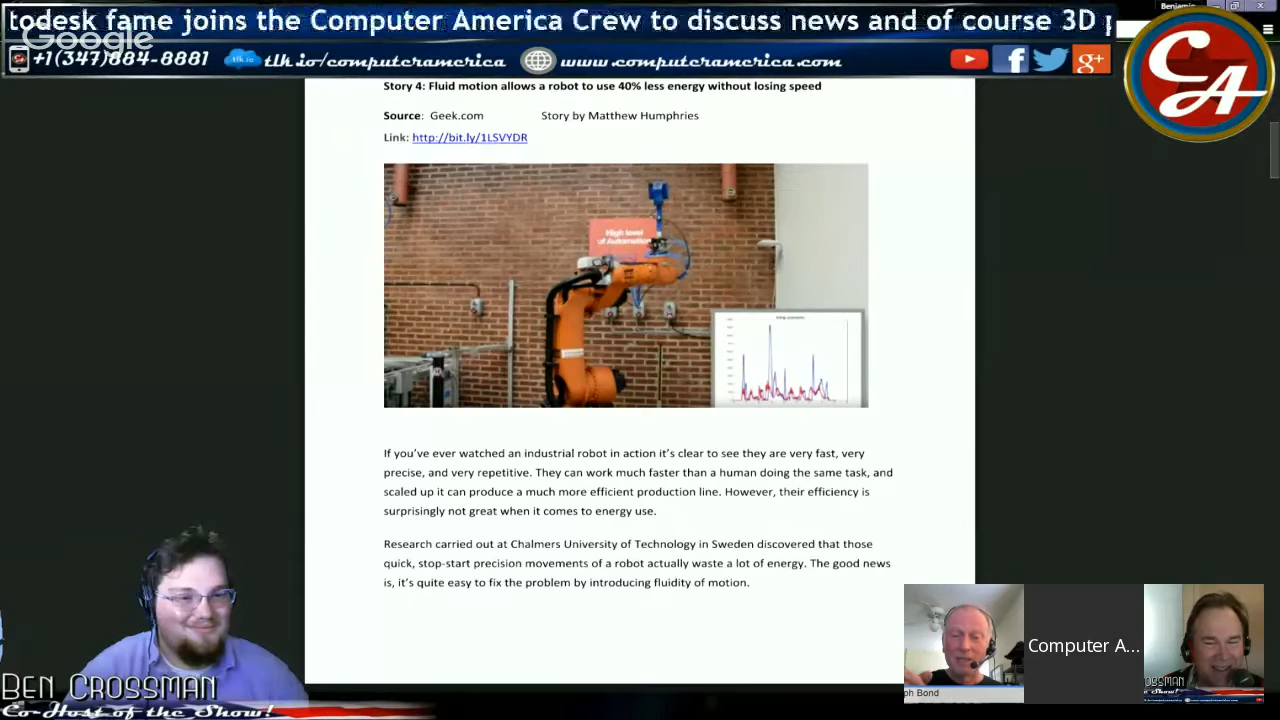 todesk fame joins the Computer America Crew to discuss news and of course 3D
Google
+1(347)884-8881
tlk.io/computeramerica
www.computeramerica.com
CA
Story 4: Fluid motion allows a robot to use 40% less energy without losing speed
Source: Geek.com Story by Matthew Humphries
Link: http://bit.ly/1LSVYDR
High level
of Automation
If you've ever watched an industrial robot in action it's clear to see they are very fast, very
precise, and very repetitive. They can work much faster than a human doing the same task, and
scaled up it can produce a much more efficient production line. However, their efficiency is
surprisingly not great when it comes to energy use.
Research carried out at Chalmers University of Technology in Sweden discovered that those
quick, stop-start precision movements of a robot actually waste a lot of energy. The good news
is, it's quite easy to fix the problem by introducing fluidity of motion.
Ben Crossman
Co-Host of the Show!
ph Bond
Computer A...